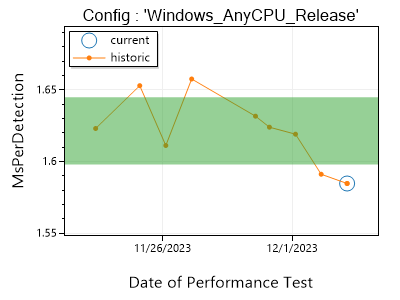 Config : 'Windows_AnyCPU_Release'
current
historic
MsPerDetection
1.65
1.6
1.55
11/26/2023
12/1/2023
Date of Performance Test